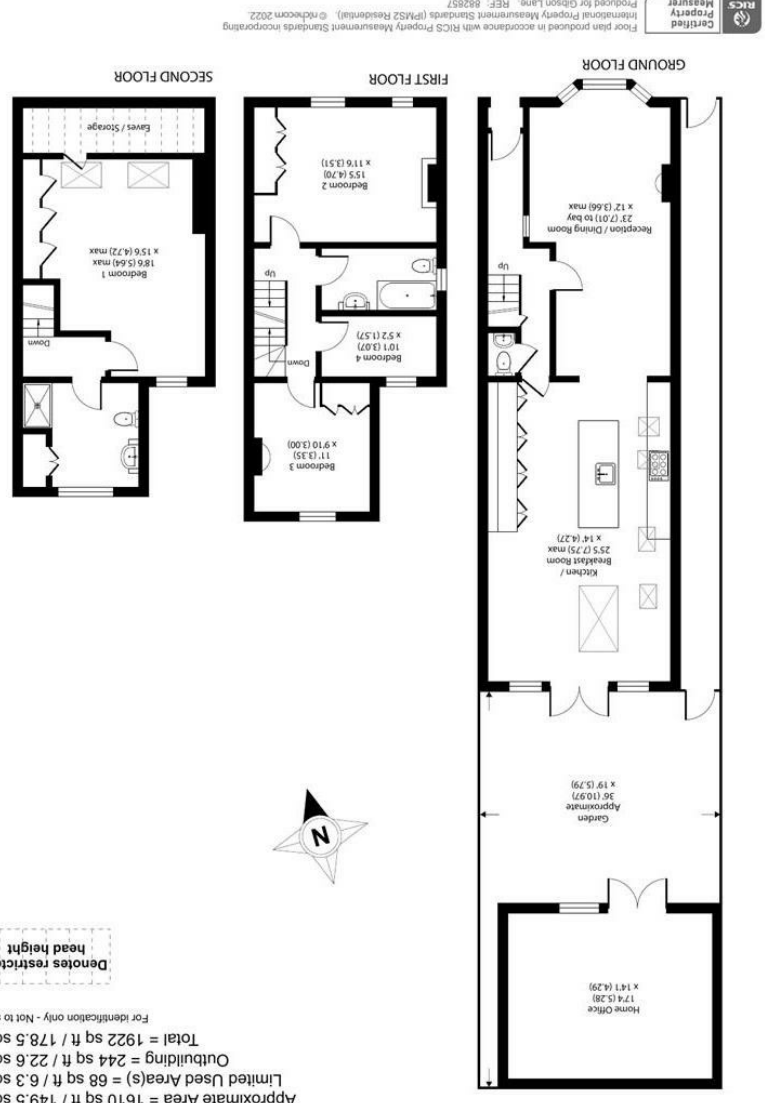 Approximate Area = 1610 sq ft / 149.5 sq
Limited Used Area(s) = 68 sq ft / 6.3 sq
Outbuilding = 244 sq ft / 22.6 sq
Total = 1922 sq ft / 178.5 sq
For identification only - Not to
Denotes restricte
head height
Home Office
17'4 (5.28)
x 14'1 (4.29)
N
Garden
Approximate
36' (10.97)
x 19' (5.79)
Kitchen /
Breakfast Room
25'5 (7.75) max
x 14' (4.27)
Up
Reception / Dining Room
23' (7.01) to bay
x 12' (3.66) max
GROUND FLOOR
Bedroom 3
11' (3.35)
x 9'10 (3.00)
Down
Bedroom 4
10'1 (3.07)
x 5'2 (1.57)
Up
Bedroom 2
15'5 (4.70)
x 11'6 (3.51)
FIRST FLOOR
Down
Bedroom 1
18'6 (5.64) max
x 15'6 (4.72) max
Eaves / Storage
SECOND FLOOR
RICS
Certified
Property
Measurer
Floor plan produced in accordance with RICS Property Measurement Standards incorporating
International Property Measurement Standards (IPMS2 Residential). © nichecom 2022.
Produced for Gibson Lane. REF: 882857